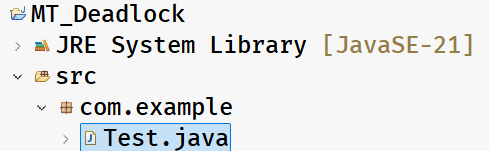 MT_Deadlock
JRE System Library [JavaSE-21]
src
com.example
Test.java